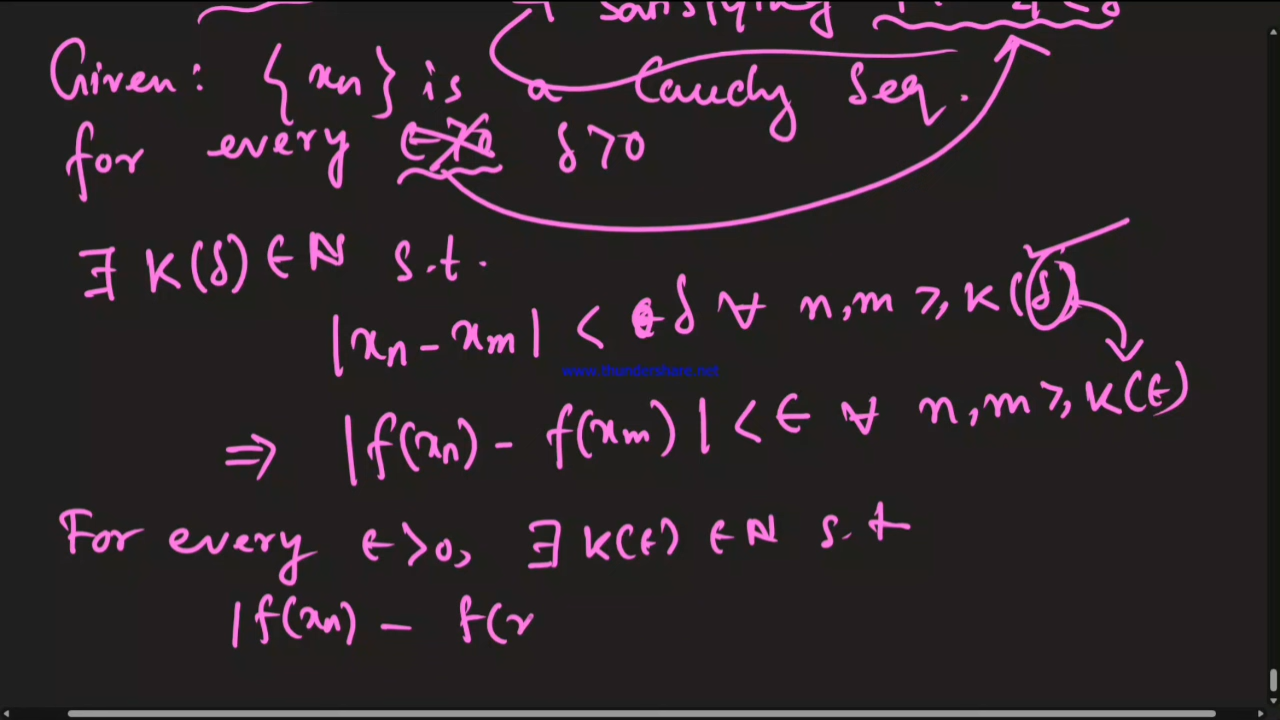 satisfying
Given: {xn} is a Cauchy Seq.
for every δ>0
∃ K(δ) ∈ ℕ s.t.
|xn - xm| < δ ∀ n,m ≥ K(δ)
www.thundershare.net
⇒ |f(xn) - f(xm)| < ϵ ∀ n,m ≥ K(ϵ)
For every ϵ>0, ∃ K(ϵ) ∈ ℕ s.t
|f(xn) - f(x